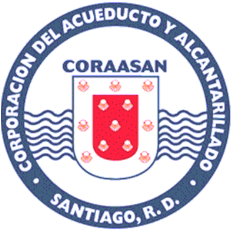 CORPORACION DEL ACUEDUCTO Y ALCANTARILLADO
CORAASAN
SANTIAGO, R. D.